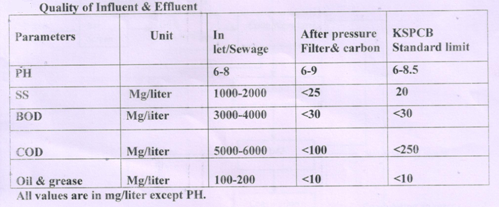 Quality of Influent & Effluent
Parameters Unit In let/Sewage After pressure Filter& carbon KSPCB Standard limit
PH 6-8 6-9 6-8.5
SS Mg/liter 1000-2000 <25 20
BOD Mg/liter 3000-4000 <30 <30
COD Mg/liter 5000-6000 <100 <250
Oil & grease Mg/liter 100-200 <10 <10
All values are in mg/liter except PH.